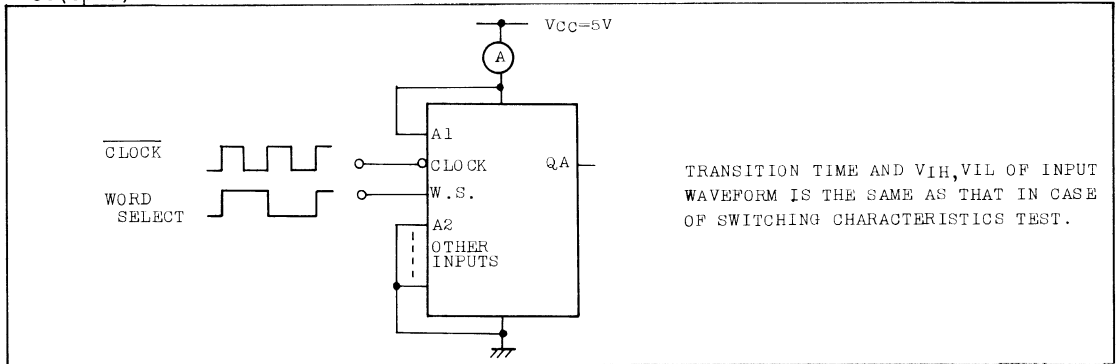 VCC=5V
A
A1
CLOCK
CLOCK
QA
WORD
SELECT
W.S.
A2
OTHER
INPUTS
TRANSITION TIME AND VIH,VIL OF INPUT
WAVEFORM IS THE SAME AS THAT IN CASE
OF SWITCHING CHARACTERISTICS TEST.